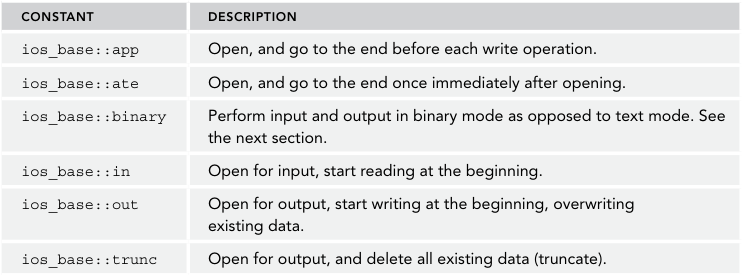 CONSTANT DESCRIPTION
ios_base::app Open, and go to the end before each write operation.
ios_base::ate Open, and go to the end once immediately after opening.
ios_base::binary Perform input and output in binary mode as opposed to text mode. See
the next section.
ios_base::in Open for input, start reading at the beginning.
ios_base::out Open for output, start writing at the beginning, overwriting
existing data.
ios_base::trunc Open for output, and delete all existing data (truncate).